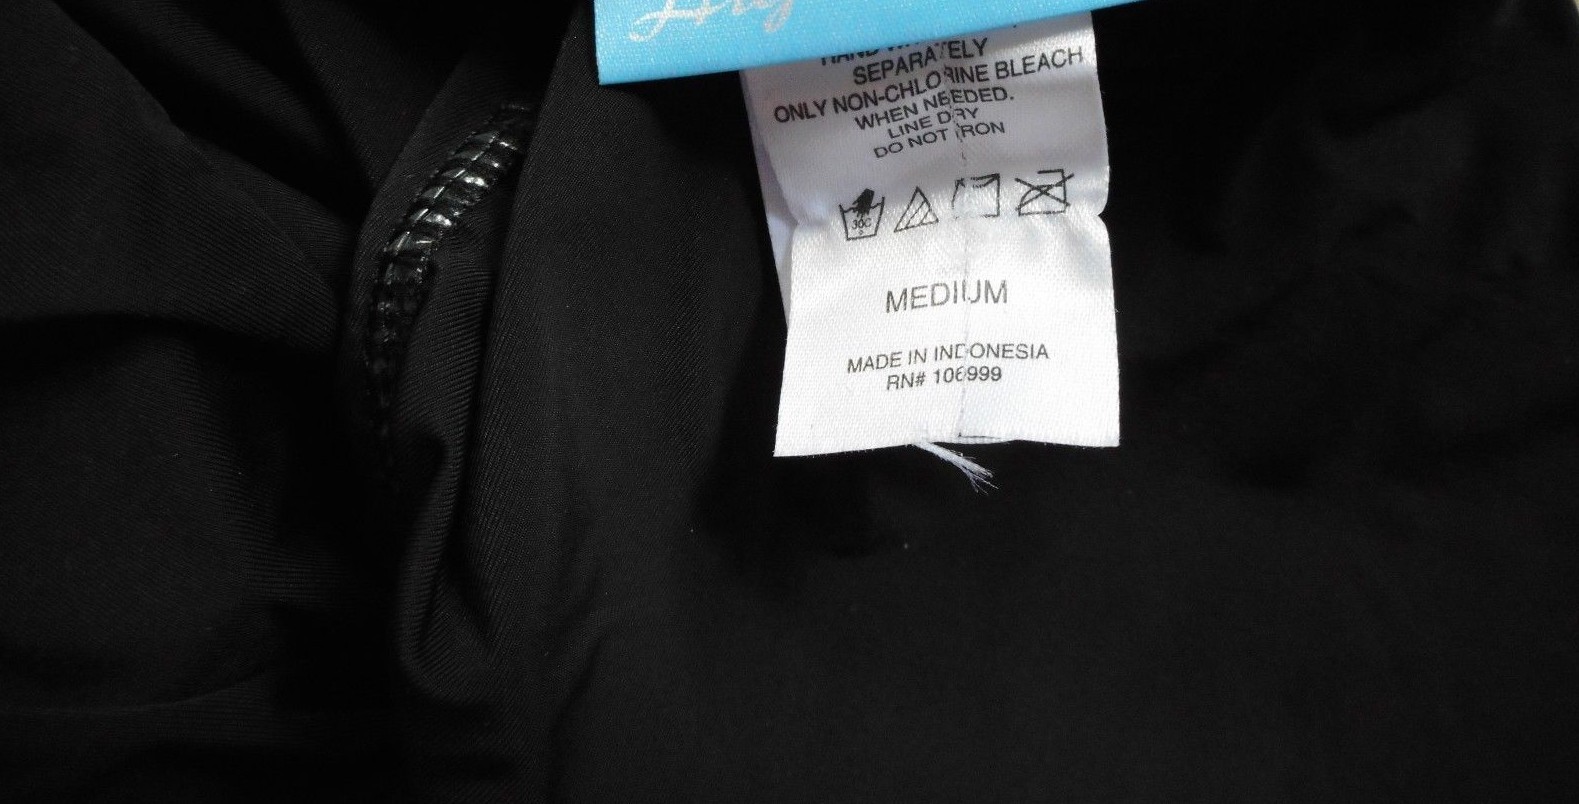 SEPARATELY
ONLY NON-CHLORINE BLEACH
WHEN NEEDED.
LINE DRY
DO NOT IRON
30C
MEDIUM
MADE IN INDONESIA
RN# 106999